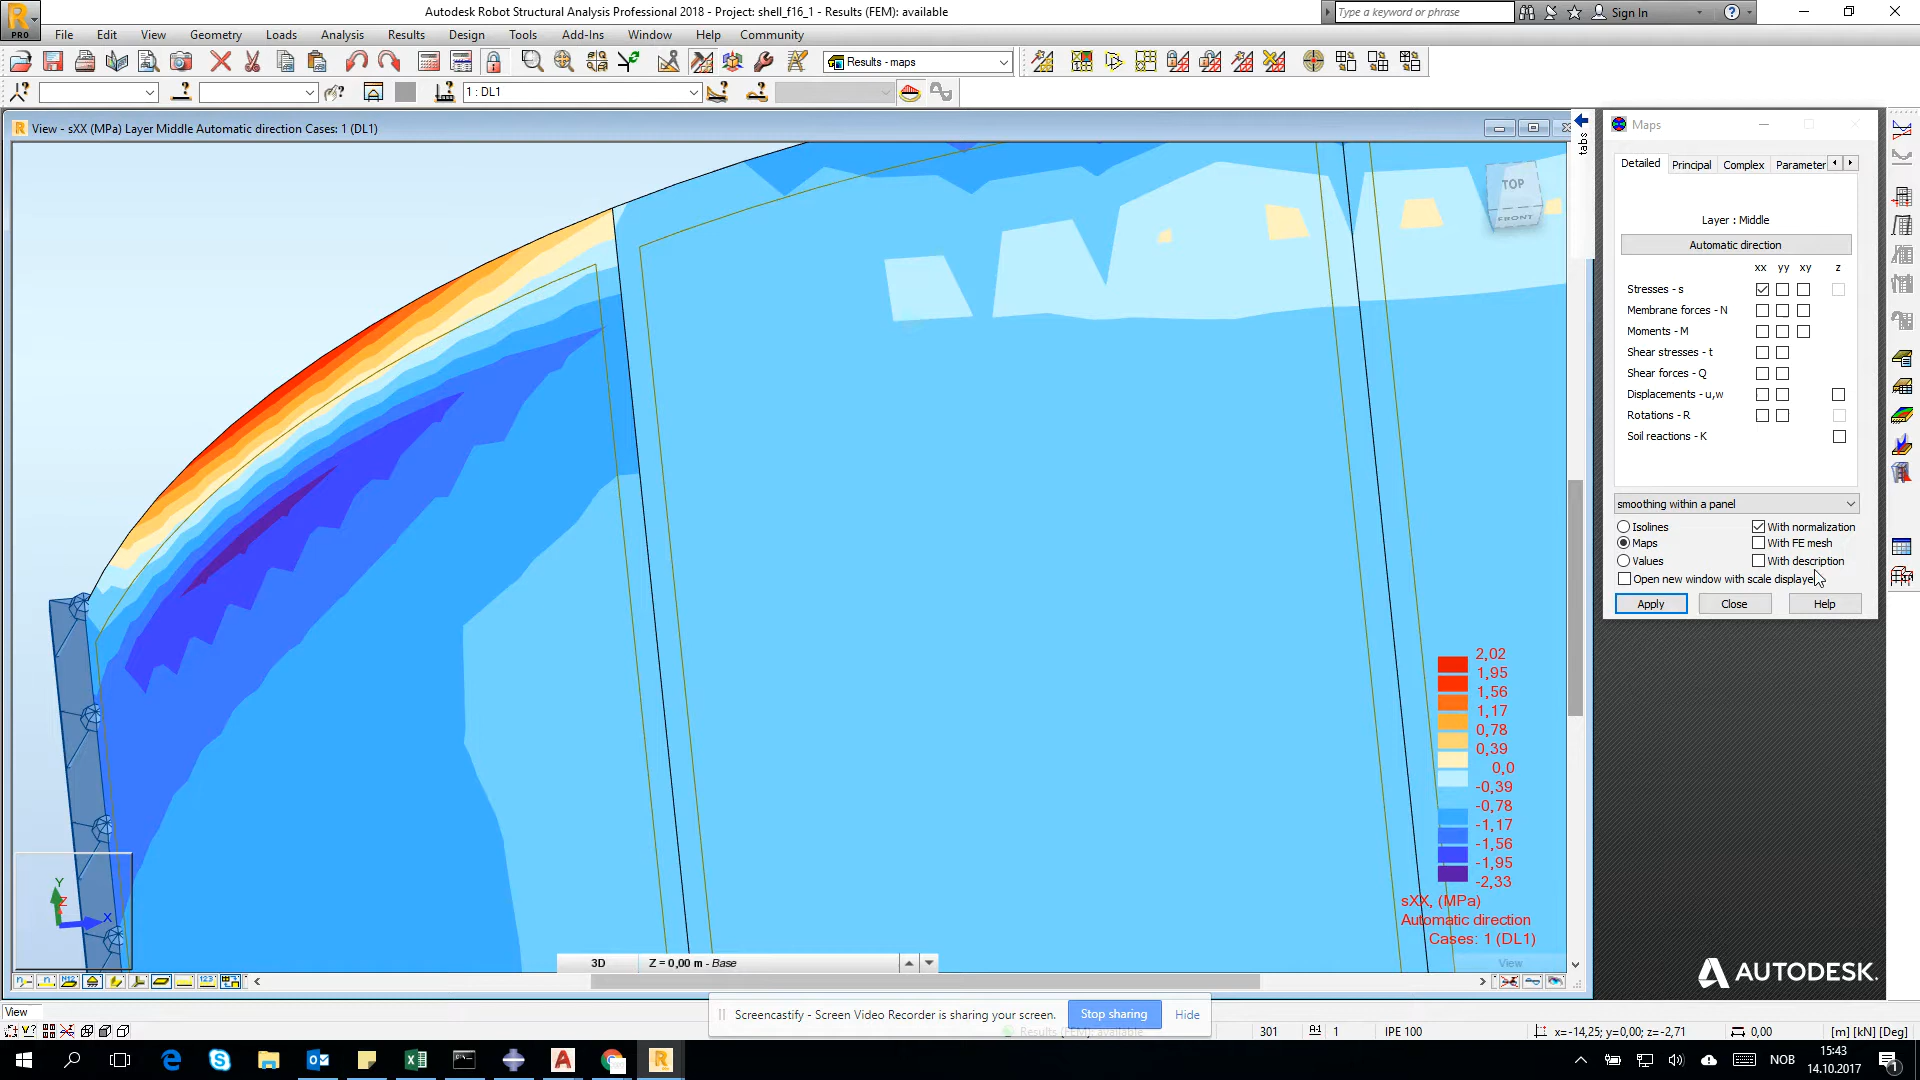 Autodesk Robot Structural Analysis Professional 2018 - Project: shell_f16_1 - Results (FEM): available
Type a keyword or phrase
Sign In
PRO
File Edit View Geometry Loads Analysis Results Design Tools Add-Ins Window Help Community
Results - maps
1 : DL1
View - sXX (MPa) Layer Middle Automatic direction Cases: 1 (DL1)
tabs
TOP
FRONT
Maps
Detailed Principal Complex Parameter
Layer : Middle
Automatic direction
xx yy xy z
Stresses - s
Membrane forces - N
Moments - M
Shear stresses - t
Shear forces - Q
Displacements - u,w
Rotations - R
Soil reactions - K
smoothing within a panel
Isolines With normalization
Maps With FE mesh
Values With description
Open new window with scale displaye
Apply Close Help
2,02
1,95
1,56
1,17
0,78
0,39
0,0
-0,39
-0,78
-1,17
-1,56
-1,95
-2,33
sXX, (MPa)
Automatic direction
Cases: 1 (DL1)
Y
Z
X
3D Z = 0,00 m - Base
View
AUTODESK.
View
Screencastify - Screen Video Recorder is sharing your screen. Stop sharing Hide
Results (FEM): available
301 1 IPE 100 x=-14,25; y=0,00; z=-2,71 0,00 [m] [kN] [Deg]
NOB
15:43
14.10.2017
1